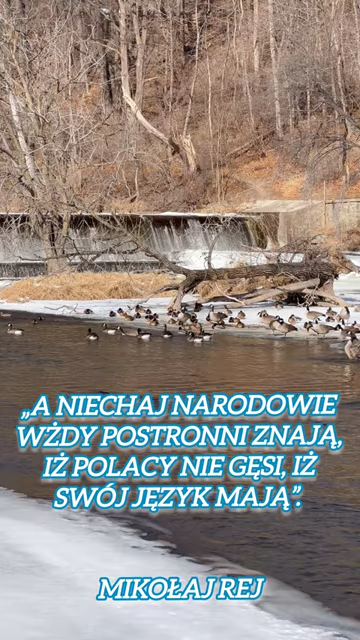 „A NIECHAJ NARODOWIE
WŻDY POSTRONNI ZNAJĄ,
IŻ POLACY NIE GĘSI, IŻ
SWÓJ JĘZYK MAJĄ”.
MIKOŁAJ REJ